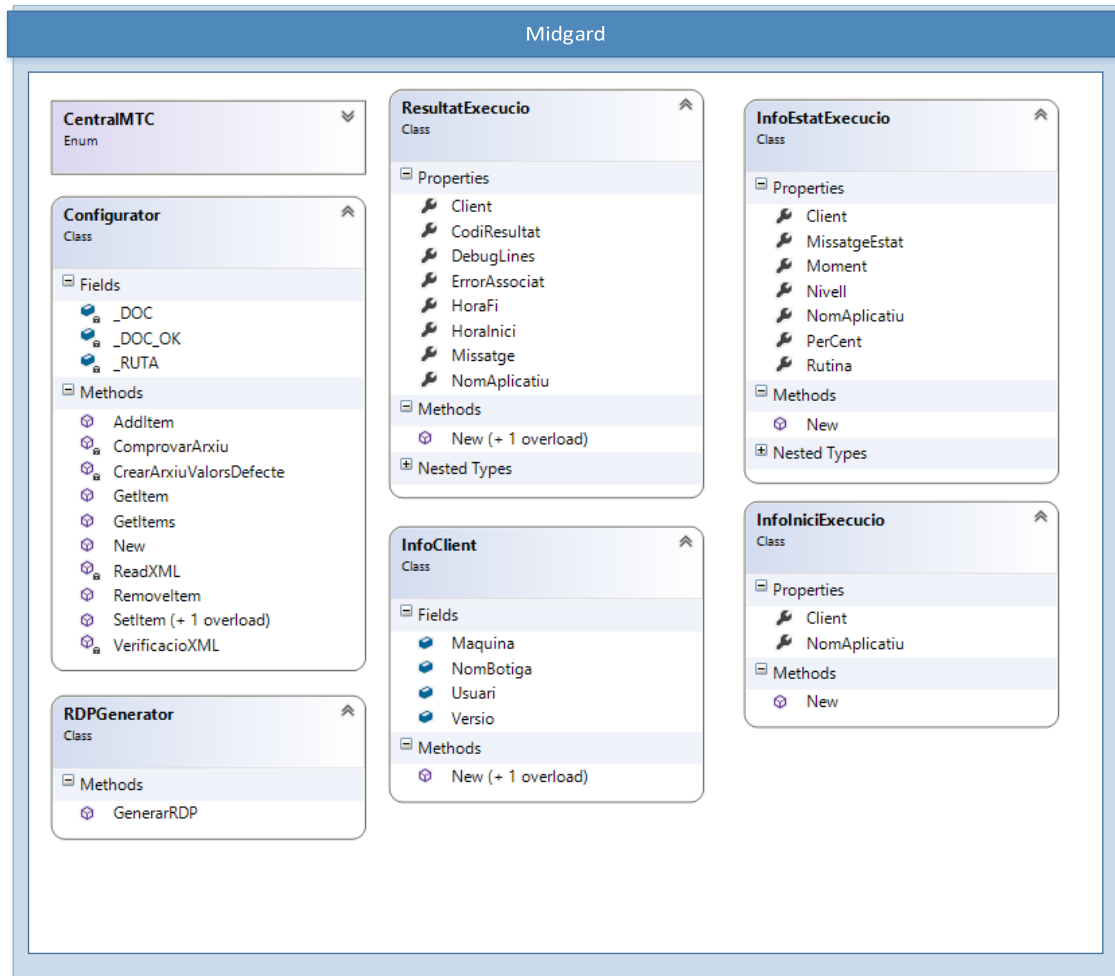 Midgard
CentralMTC
Enum
Configurator
Class
Fields
_DOC
_DOC_OK
_RUTA
Methods
AddItem
ComprovarArxiu
CrearArxiuValorsDefecte
GetItem
GetItems
New
ReadXML
RemoveItem
SetItem (+ 1 overload)
VerificacioXML
RDPGenerator
Class
Methods
GenerarRDP
ResultatExecucio
Class
Properties
Client
CodiResultat
DebugLines
ErrorAssociat
HoraFi
HoraInici
Missatge
NomAplicatiu
Methods
New (+ 1 overload)
Nested Types
InfoClient
Class
Fields
Maquina
NomBotiga
Usuari
Versio
Methods
New (+ 1 overload)
InfoEstatExecucio
Class
Properties
Client
MissatgeEstat
Moment
Nivell
NomAplicatiu
PerCent
Rutina
Methods
New
Nested Types
InfoIniciExecucio
Class
Properties
Client
NomAplicatiu
Methods
New